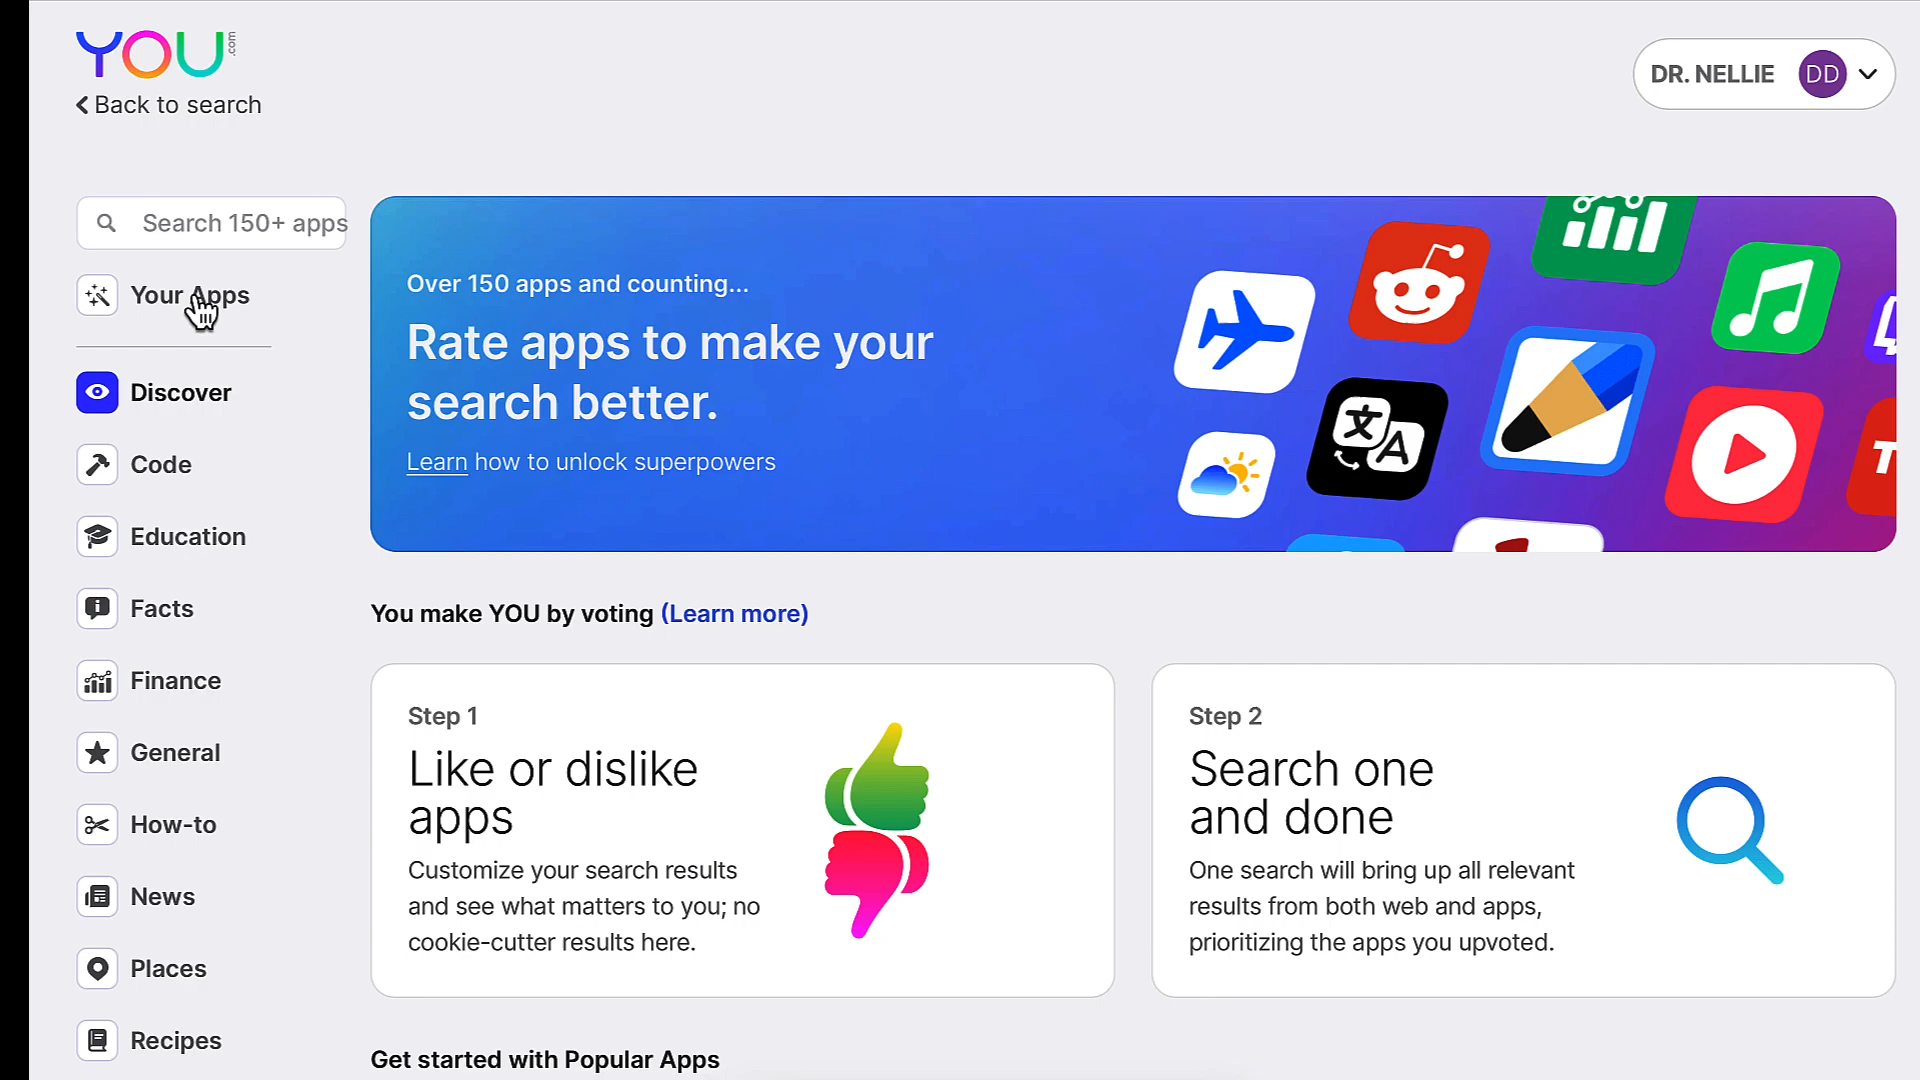 YOU.com
Back to search
DR. NELLIE DD
Search 150+ apps
Your Apps
Discover
Code
Education
Facts
Finance
General
How-to
News
Places
Recipes
Over 150 apps and counting...
Rate apps to make your
search better.
Learn how to unlock superpowers
文A
You make YOU by voting (Learn more)
Step 1
Like or dislike
apps
Customize your search results
and see what matters to you; no
cookie-cutter results here.
Step 2
Search one
and done
One search will bring up all relevant
results from both web and apps,
prioritizing the apps you upvoted.
Get started with Popular Apps